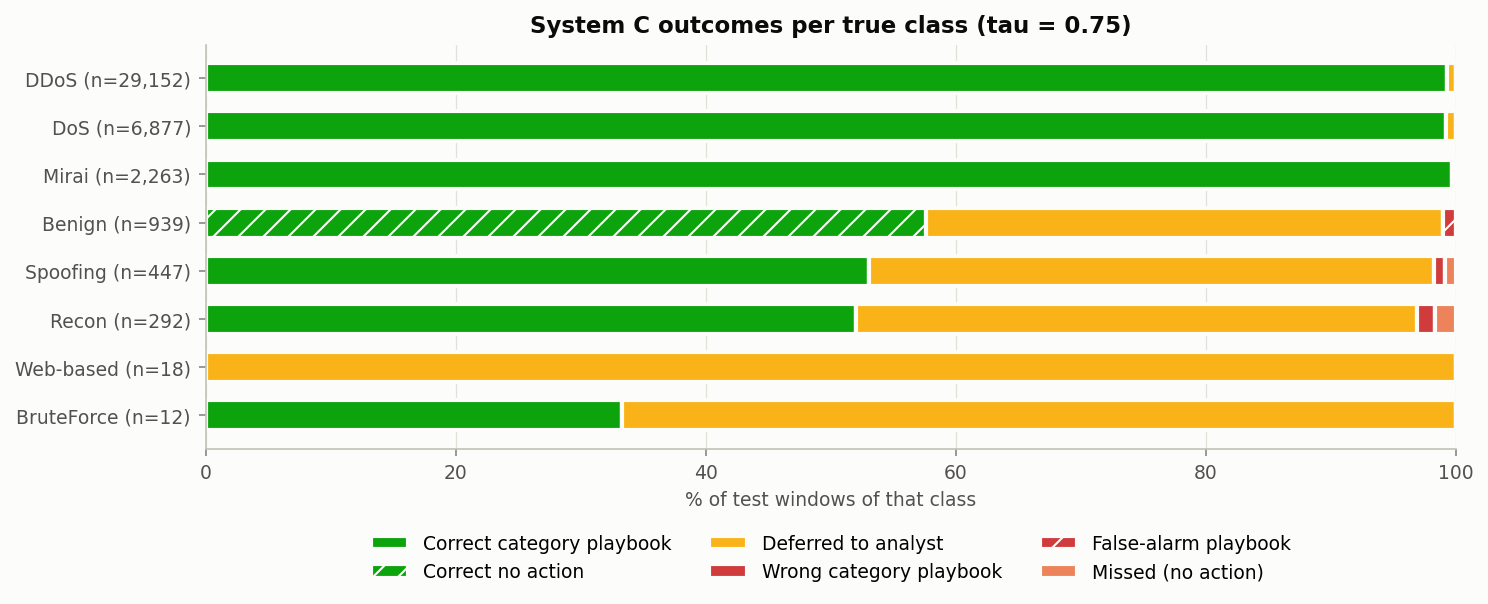 System C outcomes per true class (tau = 0.75)
DDoS (n=29,152)
DoS (n=6,877)
Mirai (n=2,263)
Benign (n=939)
Spoofing (n=447)
Recon (n=292)
Web-based (n=18)
BruteForce (n=12)
0 20 40 60 80 100
% of test windows of that class
Correct category playbook Deferred to analyst False-alarm playbook
Correct no action Wrong category playbook Missed (no action)